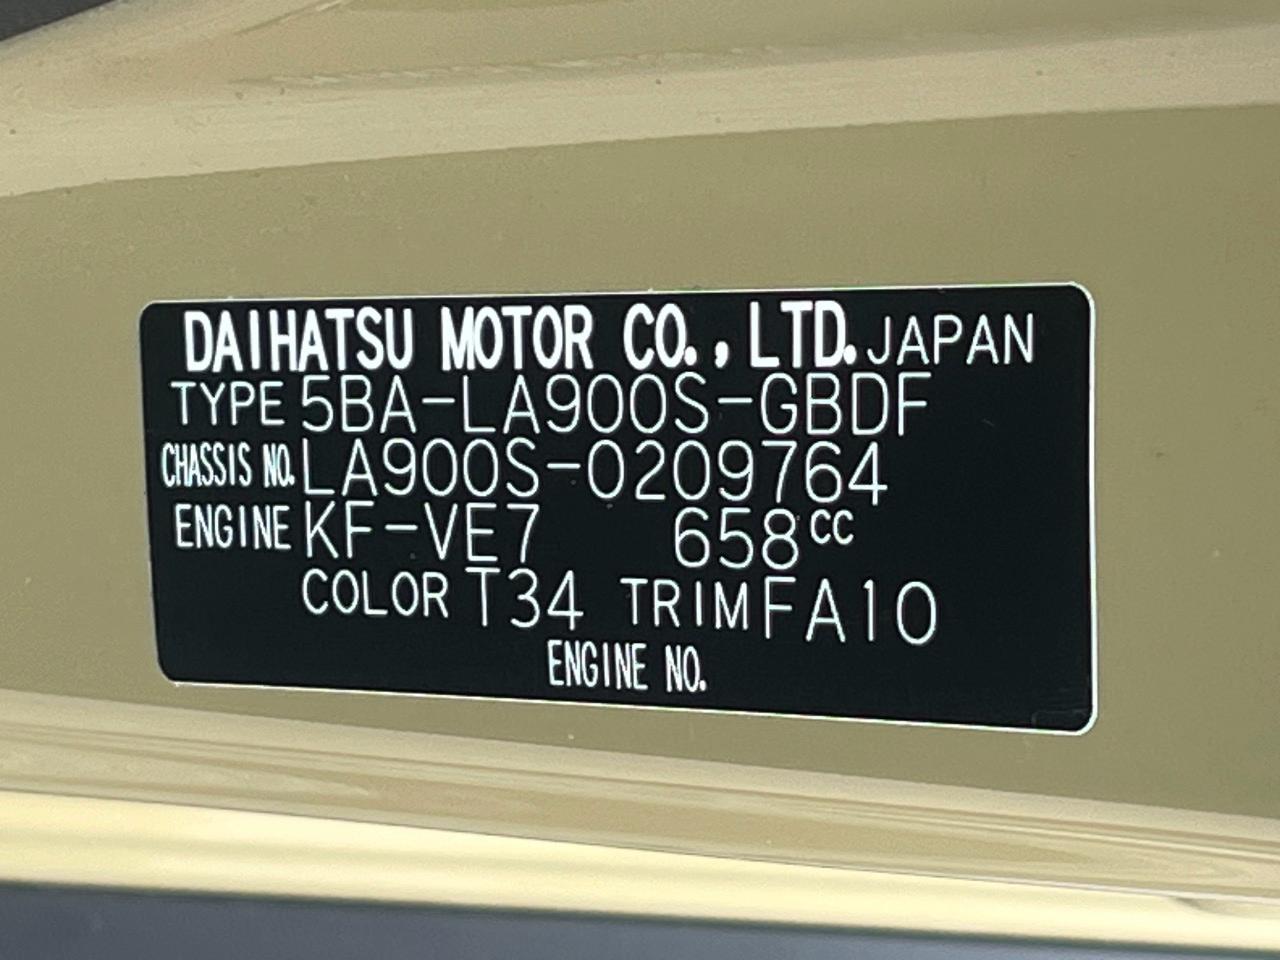 DAIHATSU MOTOR CO., LTD. JAPAN
TYPE 5BA-LA900S-GBDF
CHASSIS NO. LA900S-0209764
ENGINE KF-VE7 658cc
COLOR T34 TRIM FA10
ENGINE NO.